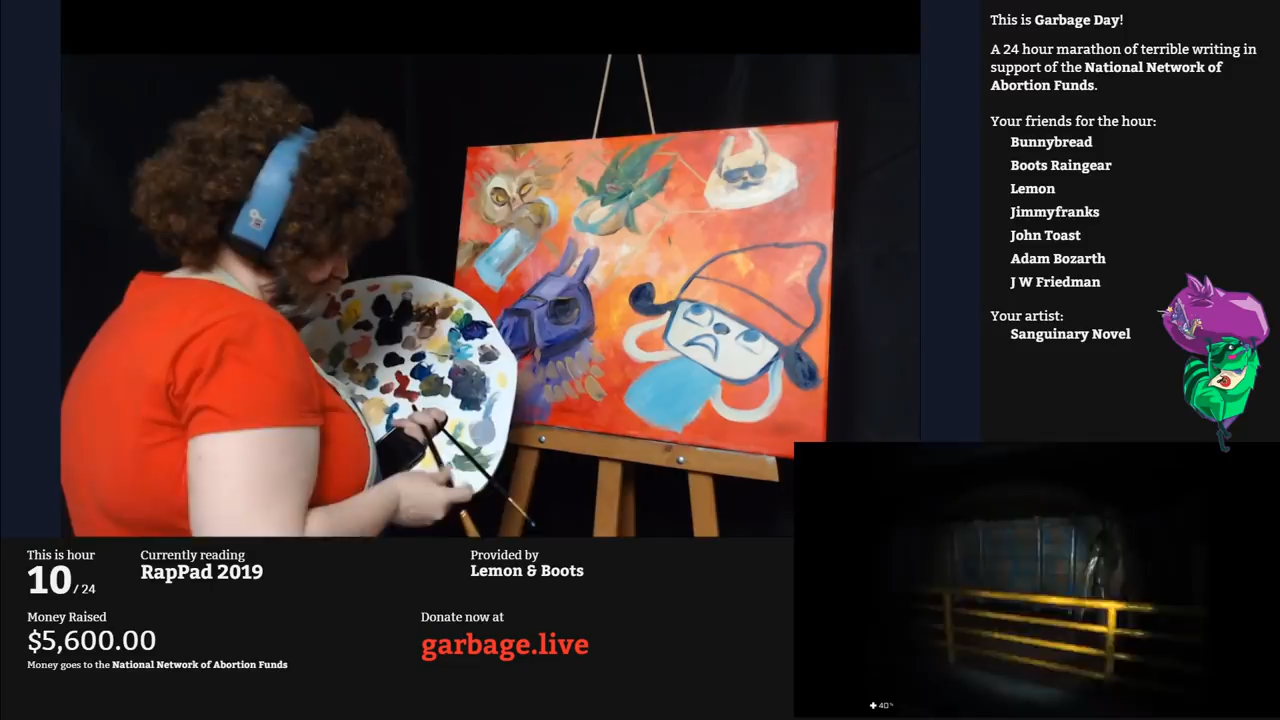 This is Garbage Day!
A 24 hour marathon of terrible writing in
support of the National Network of
Abortion Funds.
Your friends for the hour:
Bunnybread
Boots Raingear
Lemon
Jimmyfranks
John Toast
Adam Bozarth
J W Friedman
Your artist:
Sanguinary Novel
This is hour
10 / 24
Currently reading
RapPad 2019
Provided by
Lemon & Boots
Money Raised
$5,600.00
Money goes to the National Network of Abortion Funds
Donate now at
garbage.live
40%